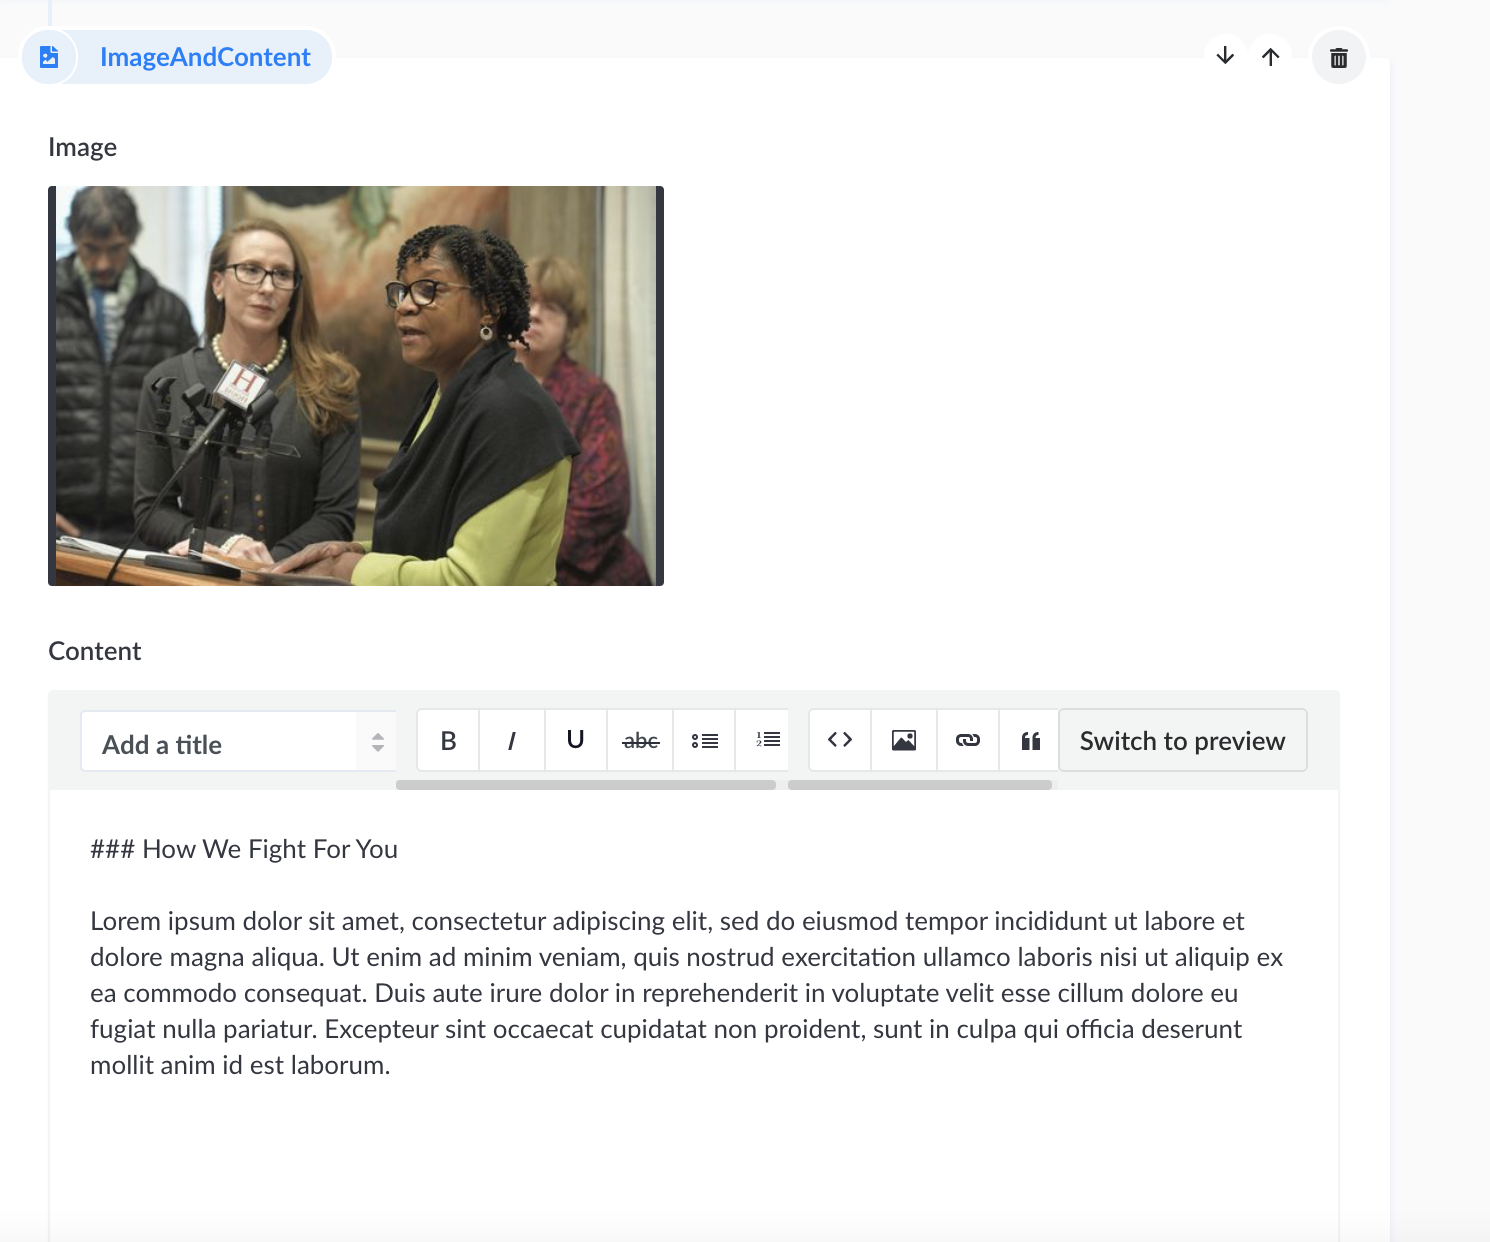 ImageAndContent
Image
H
Content
Add a title
B I U abc
Switch to preview
### How We Fight For You
Lorem ipsum dolor sit amet, consectetur adipiscing elit, sed do eiusmod tempor incididunt ut labore et
dolore magna aliqua. Ut enim ad minim veniam, quis nostrud exercitation ullamco laboris nisi ut aliquip ex
ea commodo consequat. Duis aute irure dolor in reprehenderit in voluptate velit esse cillum dolore eu
fugiat nulla pariatur. Excepteur sint occaecat cupidatat non proident, sunt in culpa qui officia deserunt
mollit anim id est laborum.